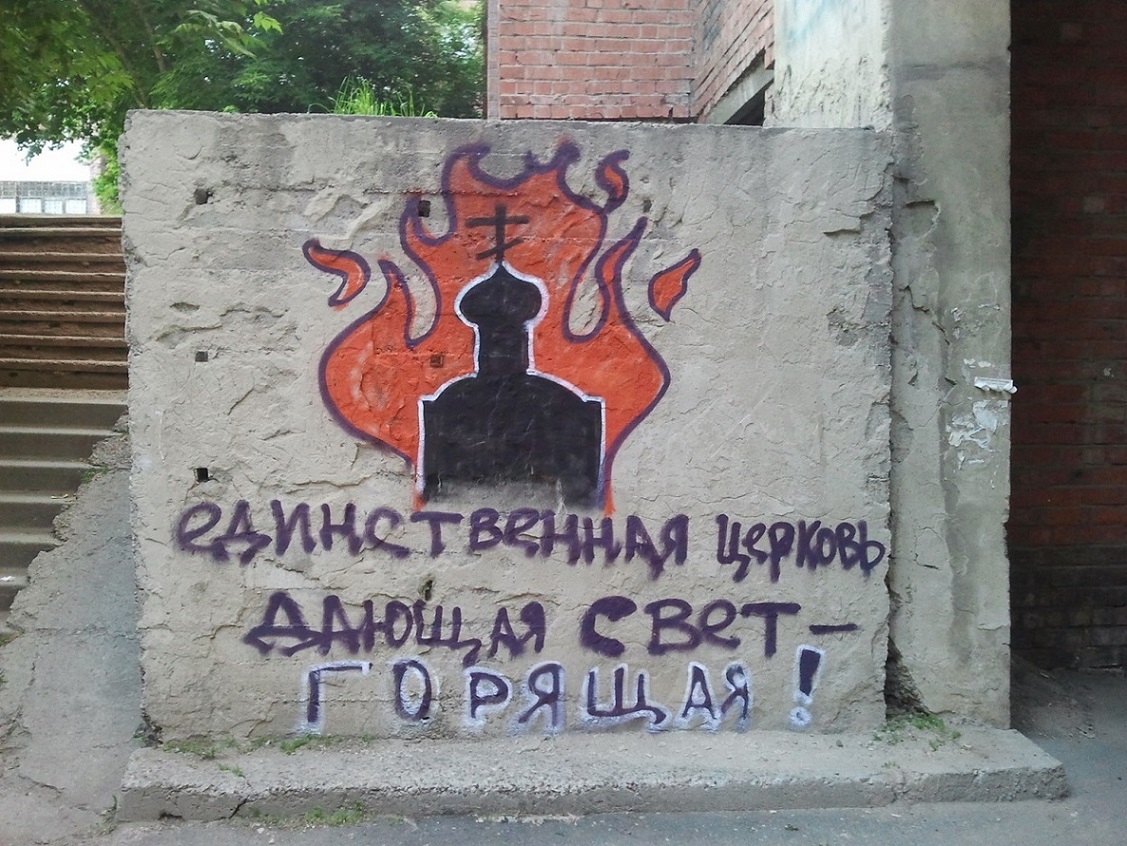 единственная церковь
дающая свет –
горящая!